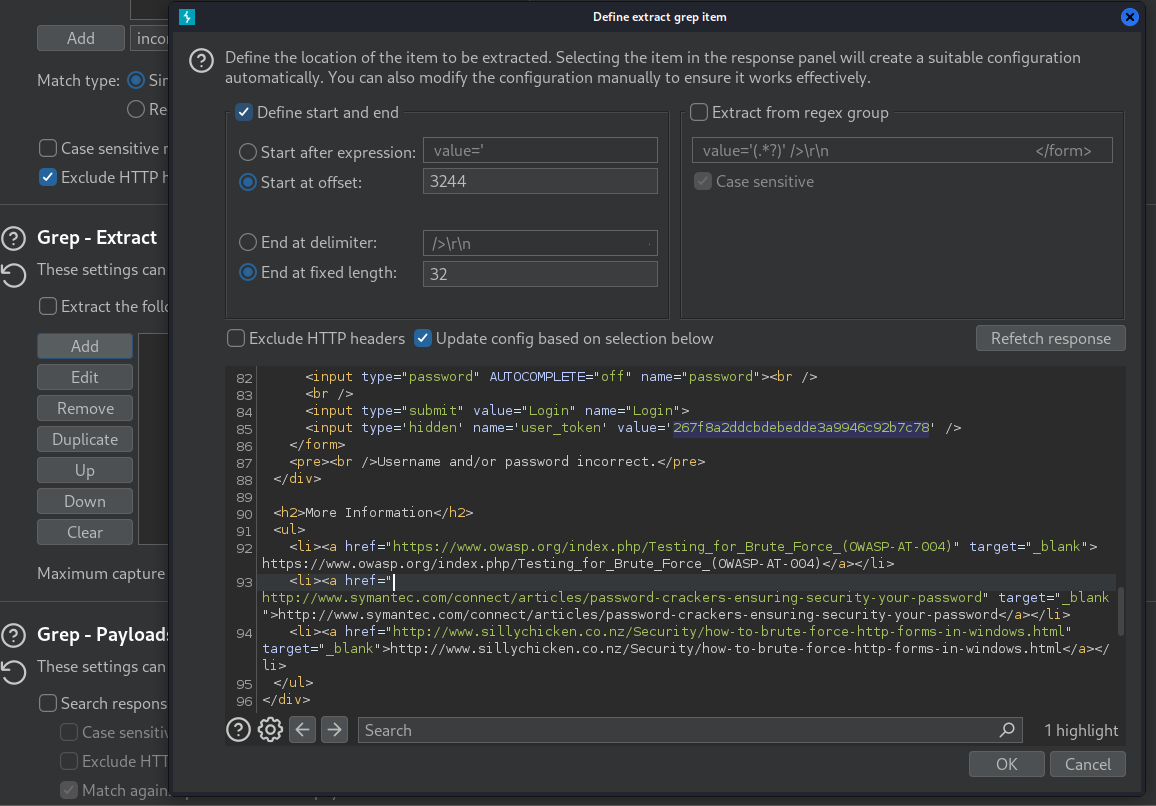 Define extract grep item
Add
Define the location of the item to be extracted. Selecting the item in the response panel will create a suitable configuration
automatically. You can also modify the configuration manually to ensure it works effectively.
Match type:
Define start and end
Extract from regex group
Start after expression:
value='
value='(.*?)' />\r\n </form>
Case sensitive
Start at offset:
3244
Case sensitive
Exclude HTTP
End at delimiter:
/>\r\n
End at fixed length:
32
Grep - Extract
These settings can
Extract the
Add
Edit
Remove
Duplicate
Up
Down
Clear
Maximum capture
Grep - Payloads
These settings can
Search
Case
Exclude
Match
Exclude HTTP headers
Update config based on selection below
Refetch response
82 <input type="password" AUTOCOMPLETE="off" name="password"><br />
83 <br />
84 <input type="submit" value="Login" name="Login">
85 <input type='hidden' name='user_token' value='267f8a2ddcbdebedde3a9946c92b7c78' />
86 </form>
87 <pre><br />Username and/or password incorrect.</pre>
88 </div>
89
90 <h2>More Information</h2>
91 <ul>
92 <li><a href="https://www.owasp.org/index.php/Testing_for_Brute_Force_(OWASP-AT-004)" target="_blank">
https://www.owasp.org/index.php/Testing_for_Brute_Force_(OWASP-AT-004)</a></li>
93 <li><a href="
http://www.symantec.com/connect/articles/password-crackers-ensuring-security-your-password" target="_blank
">http://www.symantec.com/connect/articles/password-crackers-ensuring-security-your-password</a></li>
94 <li><a href="http://www.sillychicken.co.nz/Security/how-to-brute-force-http-forms-in-windows.html"
target="_blank">http://www.sillychicken.co.nz/Security/how-to-brute-force-http-forms-in-windows.html</a></
li>
95 </ul>
96 </div>
Search
1 highlight
OK
Cancel